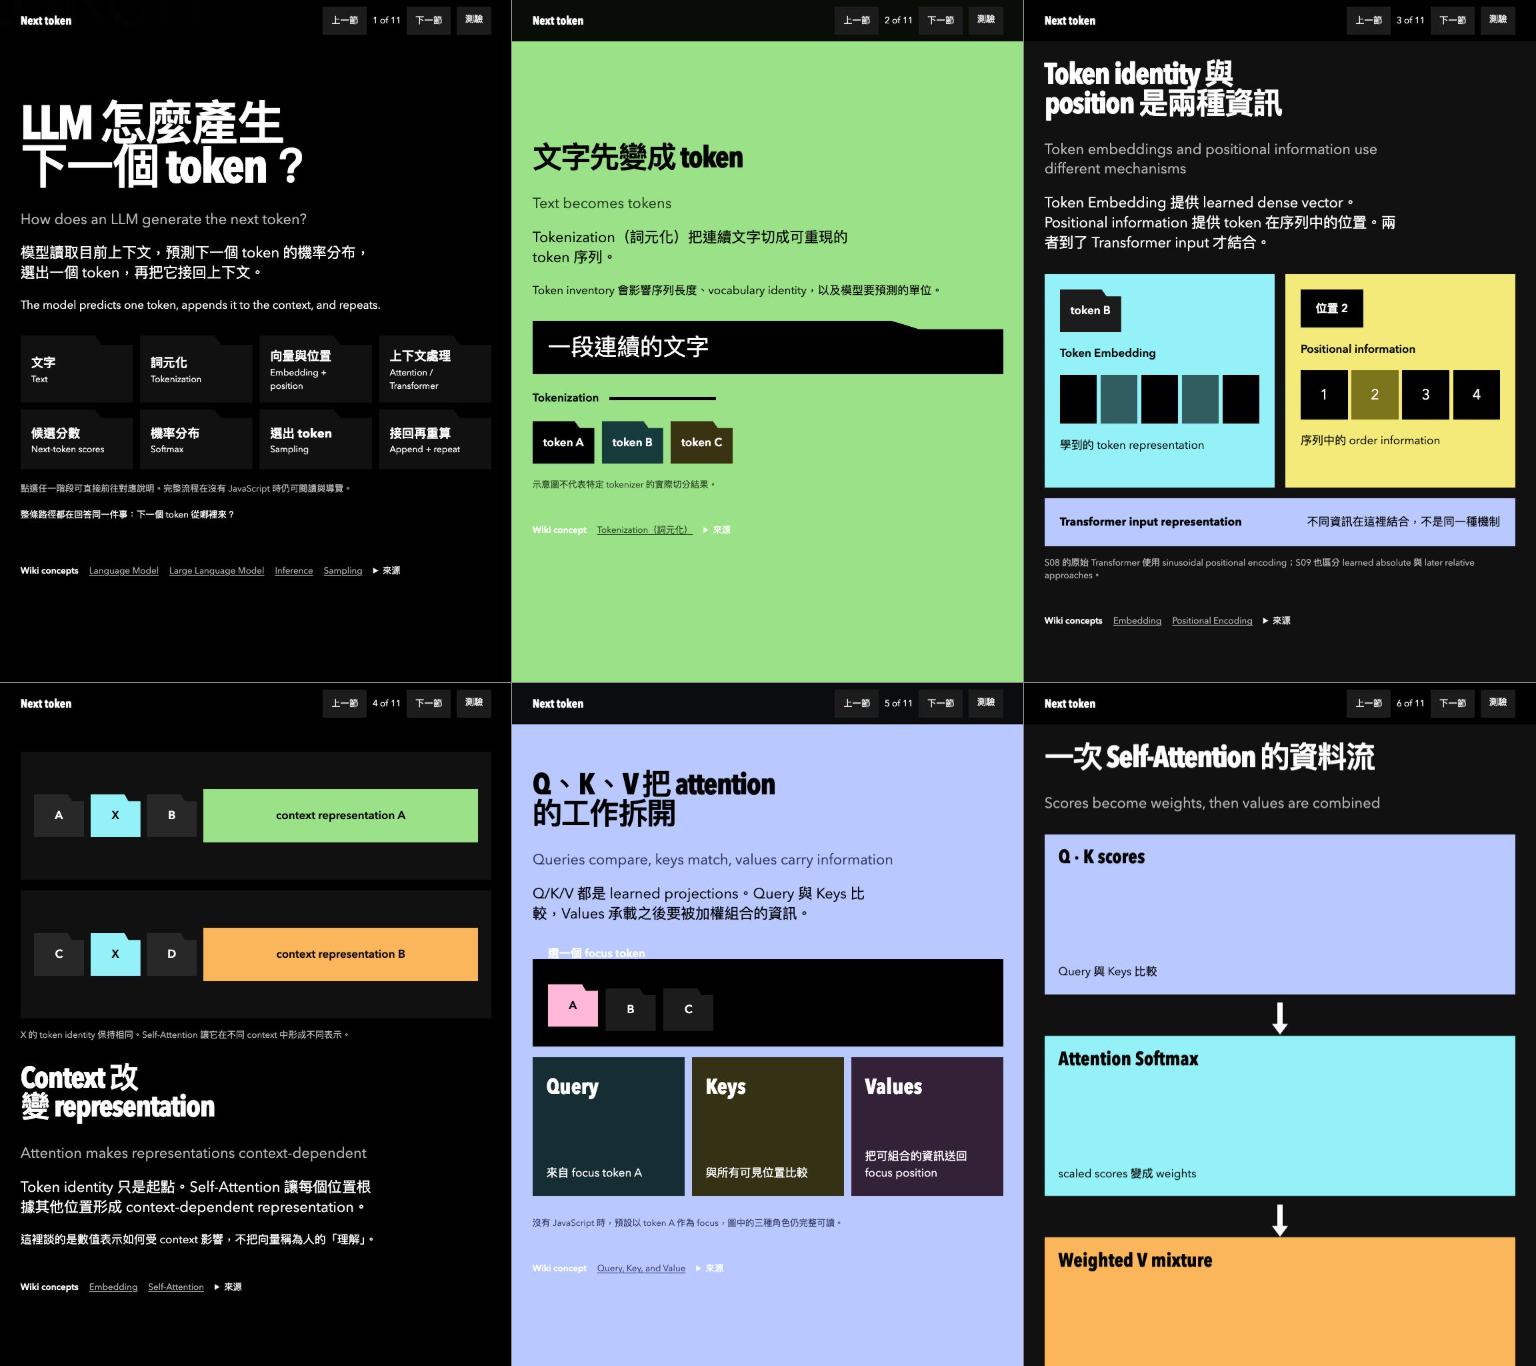 Next token
上一節
1 of 11
下一節
測驗
LLM 怎麼產生
下一個 token？
How does an LLM generate the next token?
模型讀取目前上下文，預測下一個 token 的機率分布，
選出一個 token，再把它接回上下文。
The model predicts one token, appends it to the context, and repeats.
文字
Text
詞元化
Tokenization
向量與位置
Embedding +
position
上下文處理
Attention /
Transformer
候選分數
Next-token scores
機率分布
Softmax
選出 token
Sampling
接回再重算
Append + repeat
點選任一階段可直接前往對應說明。完整流程在沒有 JavaScript 時仍可閱讀與導覽。
整條路徑都在回答同一件事：下一個 token 從哪裡來？
Wiki concepts Language Model Large Language Model Inference Sampling ▶ 來源
Next token
上一節
2 of 11
下一節
測驗
文字先變成 token
Text becomes tokens
Tokenization（詞元化）把連續文字切成可重現的
token 序列。
Token inventory 會影響序列長度、vocabulary identity，以及模型要預測的單位。
一段連續的文字
Tokenization
token A
token B
token C
示意圖不代表特定 tokenizer 的實際切分結果。
Wiki concept Tokenization（詞元化） ▶ 來源
Next token
上一節
3 of 11
下一節
測驗
Token identity 與
position 是兩種資訊
Token embeddings and positional information use
different mechanisms
Token Embedding 提供 learned dense vector。
Positional information 提供 token 在序列中的位置。兩
者到了 Transformer input 才結合。
token B
Token Embedding
學到的 token representation
位置 2
Positional information
1
2
3
4
序列中的 order information
Transformer input representation
不同資訊在這裡結合，不是同一種機制
S08 的原始 Transformer 使用 sinusoidal positional encoding；S09 也區分 learned absolute 與 later relative
approaches。
Wiki concepts Embedding Positional Encoding ▶ 來源
Next token
上一節
4 of 11
下一節
測驗
A
X
B
context representation A
C
X
D
context representation B
X 的 token identity 保持相同。Self-Attention 讓它在不同 context 中形成不同表示。
Context 改
變 representation
Attention makes representations context-dependent
Token identity 只是起點。Self-Attention 讓每個位置根
據其他位置形成 context-dependent representation。
這裡談的是數值表示如何受 context 影響，不把向量稱為人的「理解」。
Wiki concepts Embedding Self-Attention ▶ 來源
Next token
上一節
5 of 11
下一節
測驗
Q、K、V 把 attention
的工作拆開
Queries compare, keys match, values carry information
Q/K/V 都是 learned projections。Query 與 Keys 比
較，Values 承載之後要被加權組合的資訊。
選一個 focus token
A
B
C
Query
來自 focus token A
Keys
與所有可見位置比較
Values
把可組合的資訊送回
focus position
沒有 JavaScript 時，預設以 token A 作為 focus，圖中的三種角色仍完整可讀。
Wiki concept Query, Key, and Value ▶ 來源
Next token
上一節
6 of 11
下一節
測驗
一次 Self-Attention 的資料流
Scores become weights, then values are combined
Q · K scores
Query 與 Keys 比較
Attention Softmax
scaled scores 變成 weights
Weighted V mixture